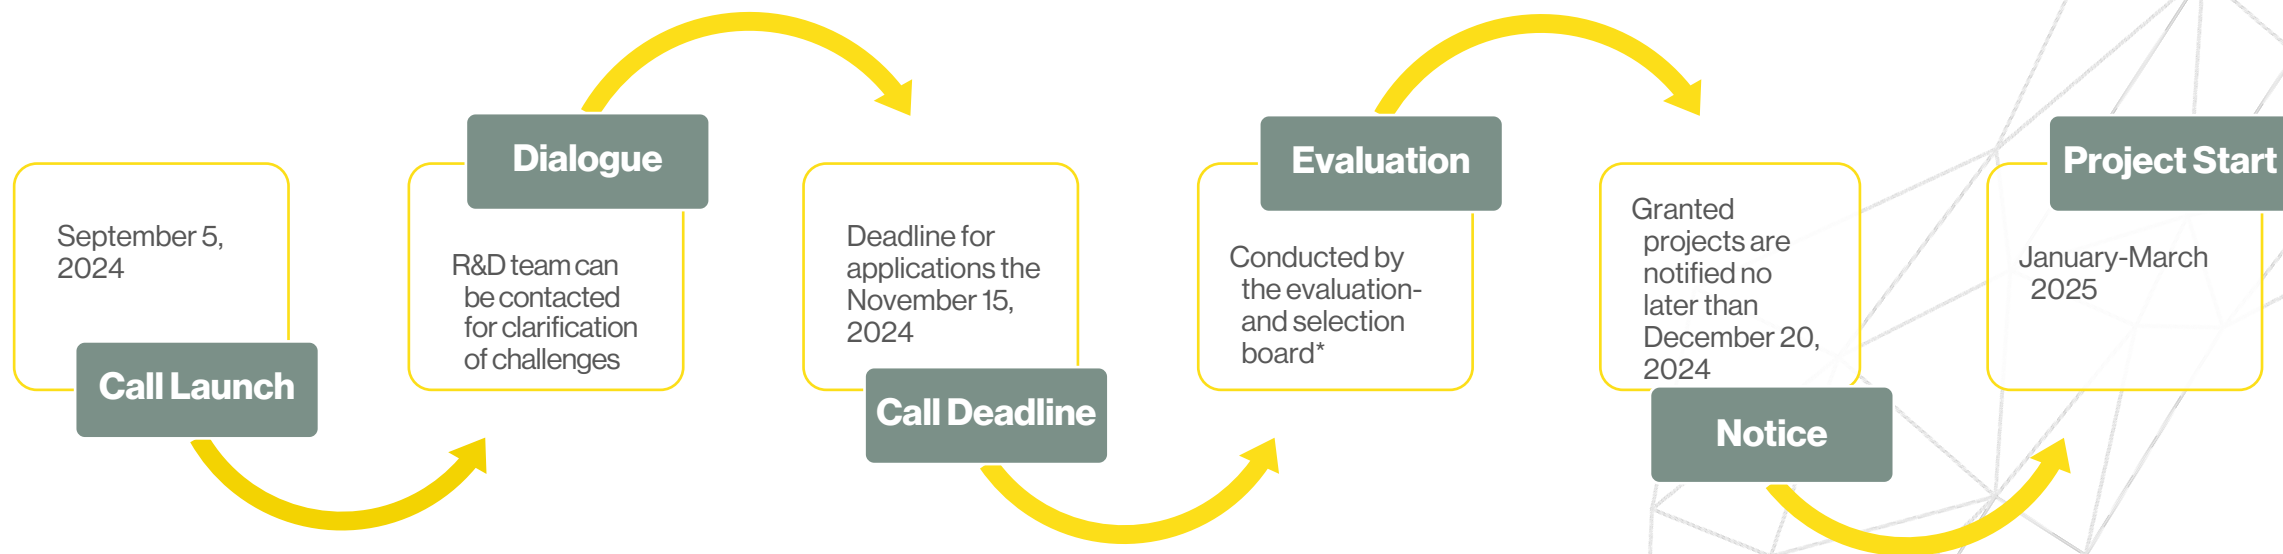 September 5,
2024
Call Launch
Dialogue
R&D team can
be contacted
for clarification
of challenges
Deadline for
applications the
November 15,
2024
Call Deadline
Evaluation
Conducted by
the evaluation-
and selection
board*
Granted
projects are
notified no
later than
December 20,
2024
Notice
Project Start
January-March
2025